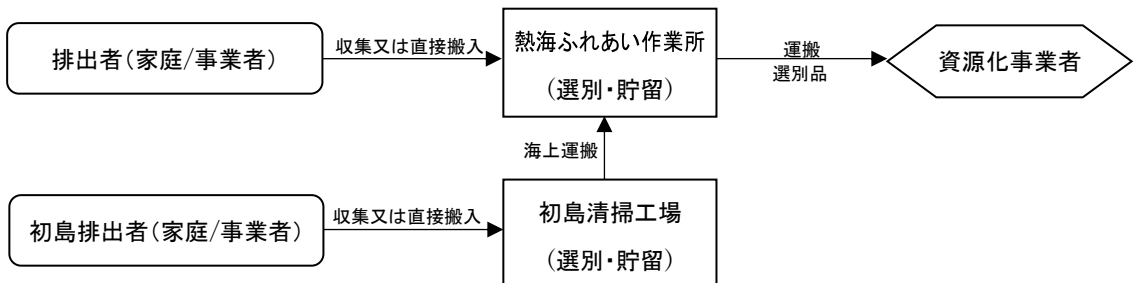 排出者(家庭/事業者)
収集又は直接搬入
熱海ふれあい作業所
(選別・貯留)
運搬
選別品
資源化事業者
海上運搬
初島排出者(家庭/事業者)
収集又は直接搬入
初島清掃工場
(選別・貯留)